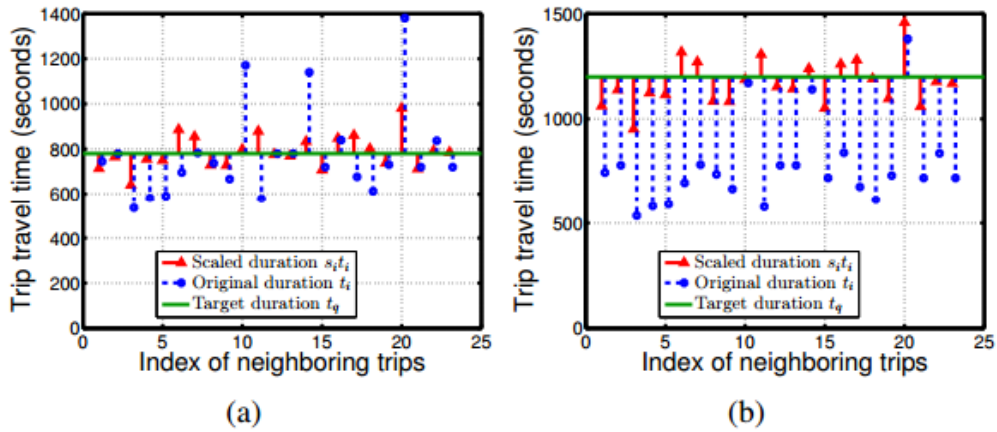 1400
1200
1000
800
600
400
200
0
Trip travel time (seconds)
Scaled duration s_i t_i
Original duration t_i
Target duration t_q
0 5 10 15 20 25
Index of neighboring trips
(a)
1500
1000
500
0
Trip travel time (seconds)
Scaled duration s_i t_i
Original duration t_i
Target duration t_q
0 5 10 15 20 25
Index of neighboring trips
(b)